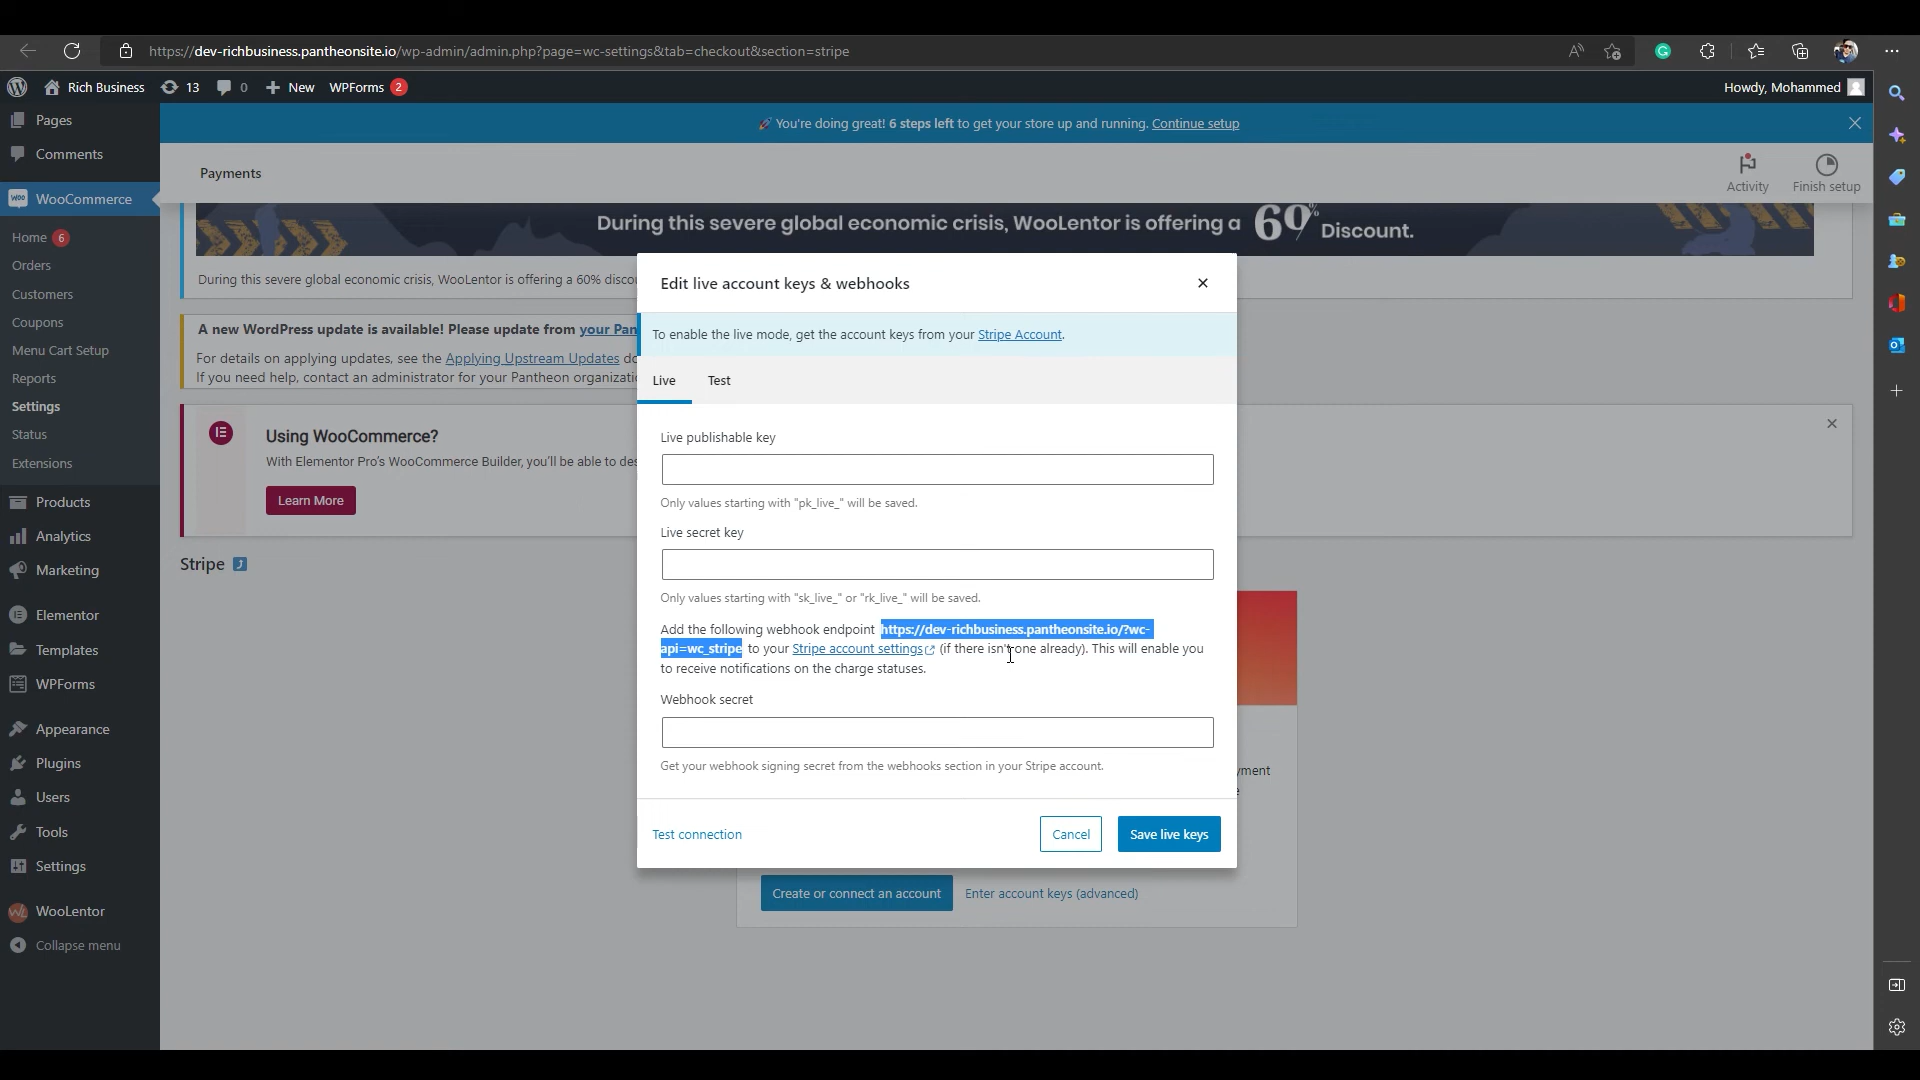 https://dev-richbusiness.pantheonsite.io/wp-admin/admin.php?page=wc-settings&tab=checkout&section=stripe
Rich Business 13 0 New WPForms 2 Howdy, Mohammed
🚀 You're doing great! 6 steps left to get your store up and running. Continue setup
Payments
Activity
Finish setup
Pages
Comments
WooCommerce
Home 6
Orders
Customers
Coupons
Menu Cart Setup
Reports
Settings
Status
Extensions
Products
Analytics
Marketing
Elementor
Templates
WPForms
Appearance
Plugins
Users
Tools
Settings
WooLentor
Collapse menu
During this severe global economic crisis, WooLentor is offering a 60% Discount.
During this severe global economic crisis, WooLentor is offering a 60%
A new WordPress update is available! Please update from your
For details on applying updates, see the Applying Upstream Updates
If you need help, contact an administrator for your Pantheon
Using WooCommerce?
With Elementor Pro's WooCommerce Builder, you'll be able to
Learn More
Stripe
Edit live account keys & webhooks
To enable the live mode, get the account keys from your Stripe Account.
Live Test
Live publishable key
Only values starting with "pk_live_" will be saved.
Live secret key
Only values starting with "sk_live_" or "rk_live_" will be saved.
Add the following webhook endpoint https://dev-richbusiness.pantheonsite.io/?wc-
api=wc_stripe to your Stripe account settings (if there isn't one already). This will enable you
to receive notifications on the charge statuses.
Webhook secret
Get your webhook signing secret from the webhooks section in your Stripe account.
Test connection Cancel Save live keys
Create or connect an account Enter account keys (advanced)